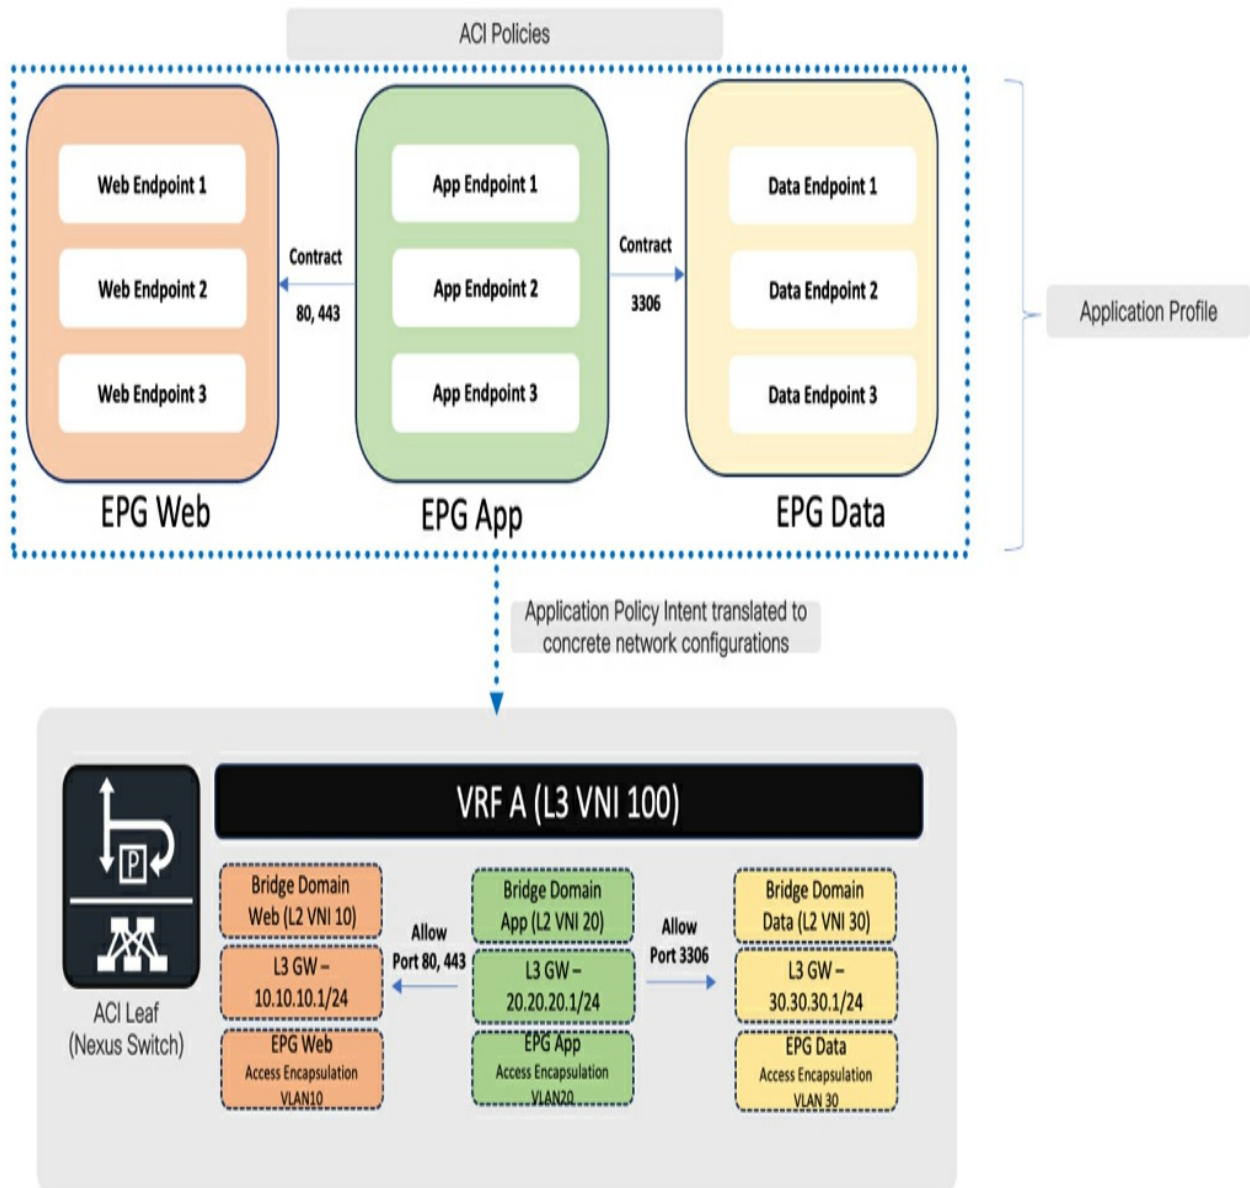 ACI Policies
Web Endpoint 1
Web Endpoint 2
Web Endpoint 3
EPG Web
Contract
80, 443
App Endpoint 1
App Endpoint 2
App Endpoint 3
EPG App
Contract
3306
Data Endpoint 1
Data Endpoint 2
Data Endpoint 3
EPG Data
Application Profile
Application Policy Intent translated to
concrete network configurations
ACI Leaf
(Nexus Switch)
VRF A (L3 VNI 100)
Bridge Domain
Web (L2 VNI 10)
L3 GW –
10.10.10.1/24
EPG Web
Access Encapsulation
VLAN10
Allow
Port 80, 443
Bridge Domain
App (L2 VNI 20)
L3 GW –
20.20.20.1/24
EPG App
Access Encapsulation
VLAN20
Allow
Port 3306
Bridge Domain
Data (L2 VNI 30)
L3 GW –
30.30.30.1/24
EPG Data
Access Encapsulation
VLAN 30
P